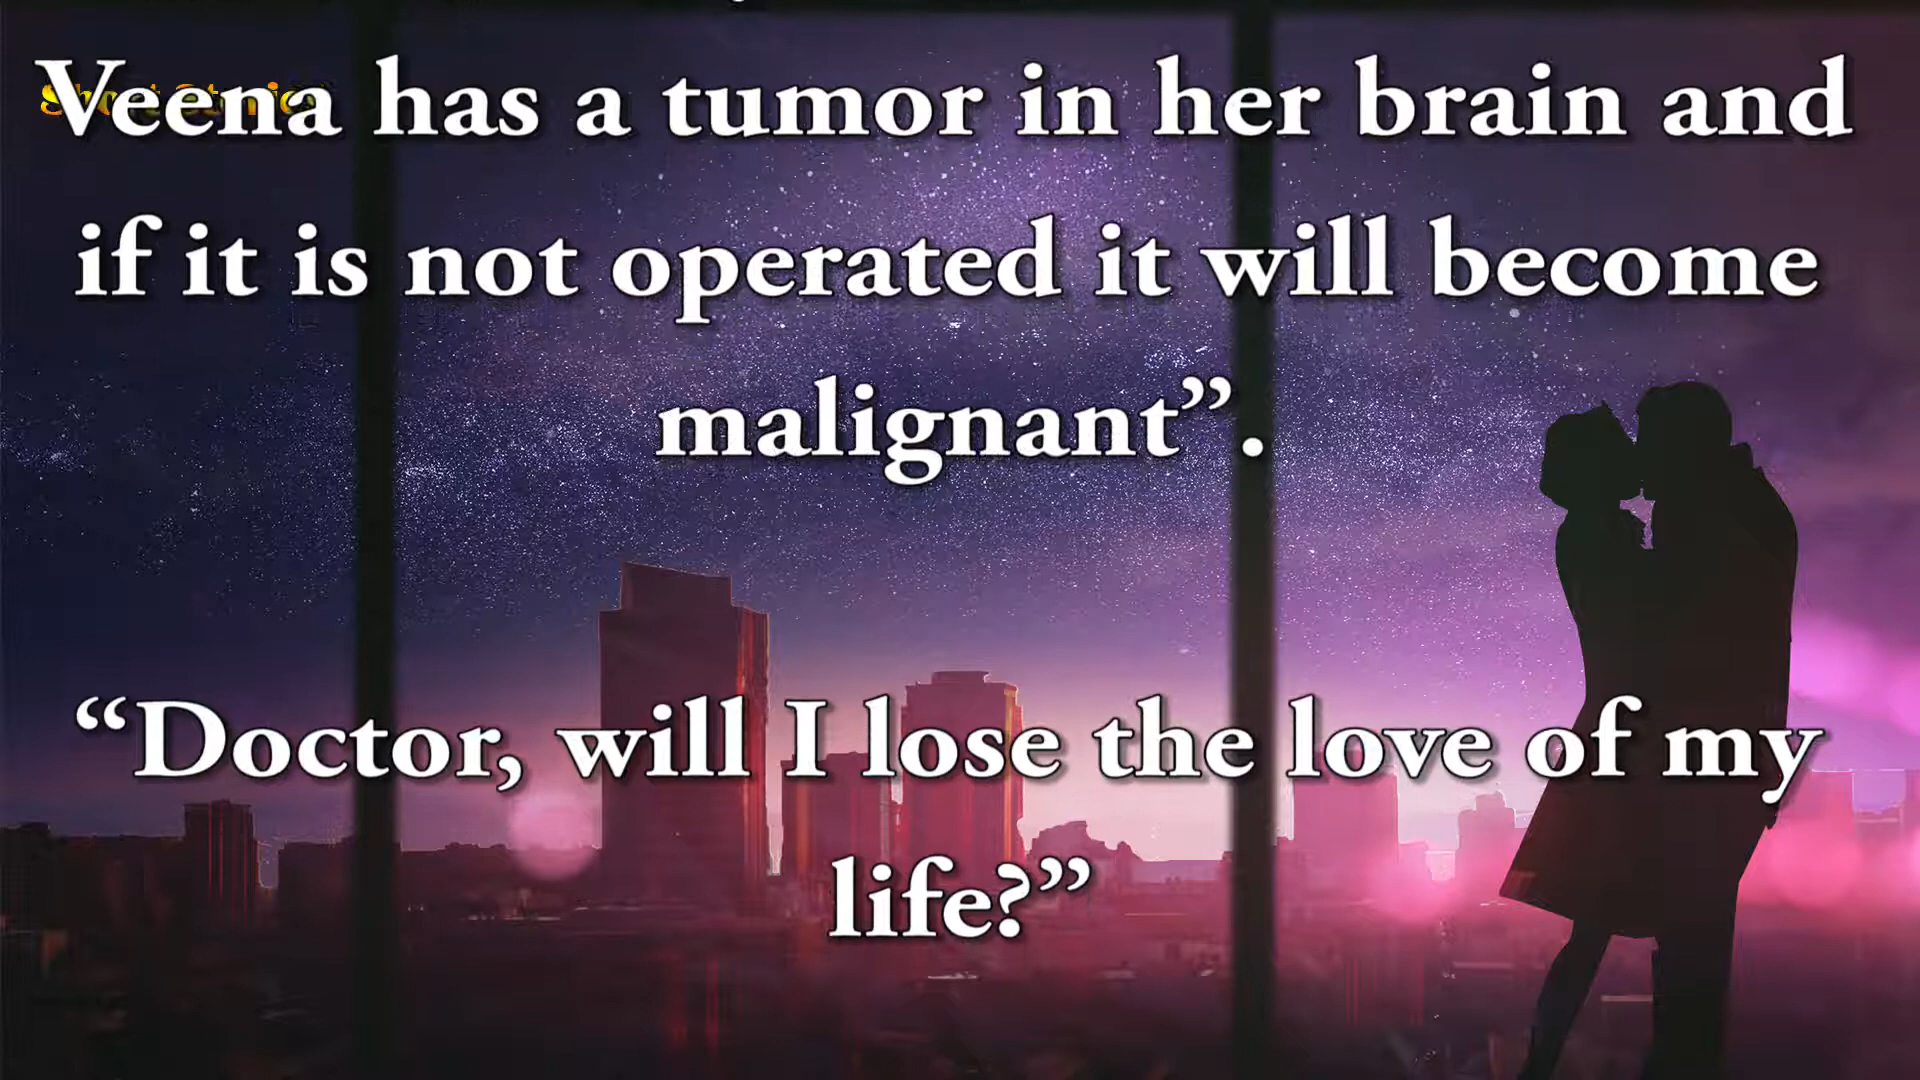 Veena has a tumor in her brain and
if it is not operated it will become
malignant”.
“Doctor, will I lose the love of my
life?”